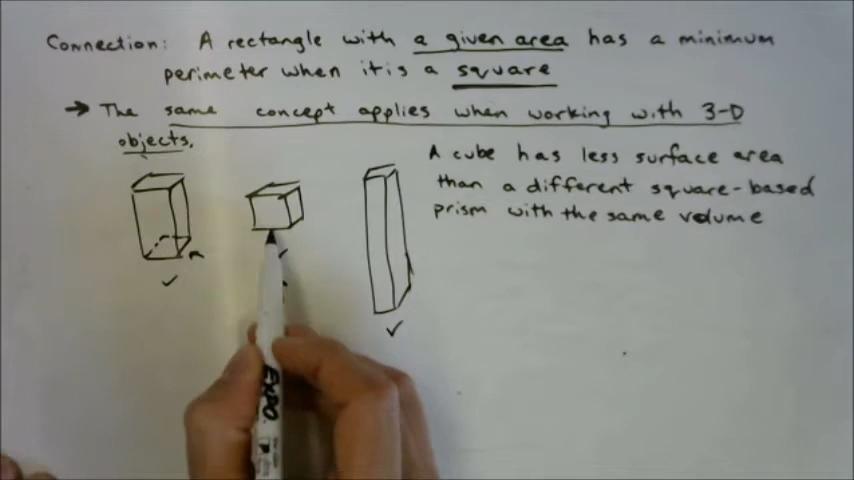 Connection: A rectangle with a given area has a minimum
perimeter when it is a square
→ The same concept applies when working with 3-D
objects.
A cube has less surface area
than a different square-based
prism with the same volume
EXPO